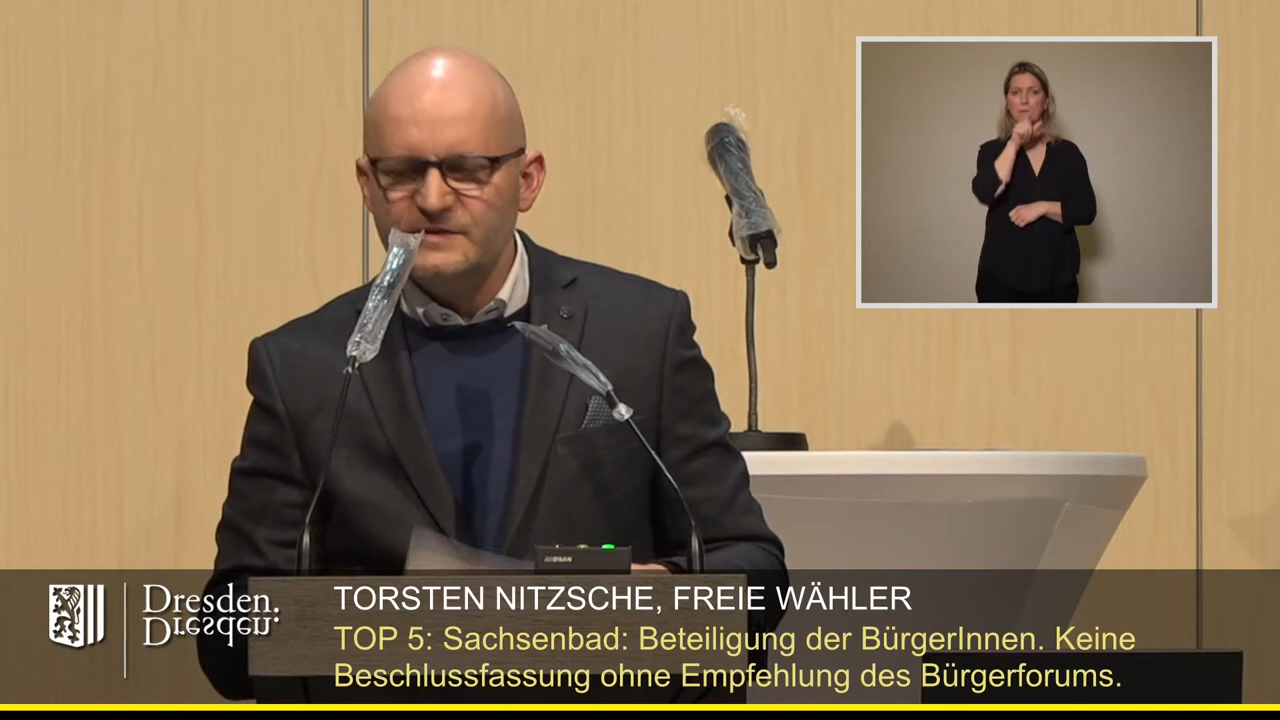 Dresden.
Dresden.
TORSTEN NITZSCHE, FREIE WÄHLER
TOP 5: Sachsenbad: Beteiligung der BürgerInnen. Keine
Beschlussfassung ohne Empfehlung des Bürgerforums.